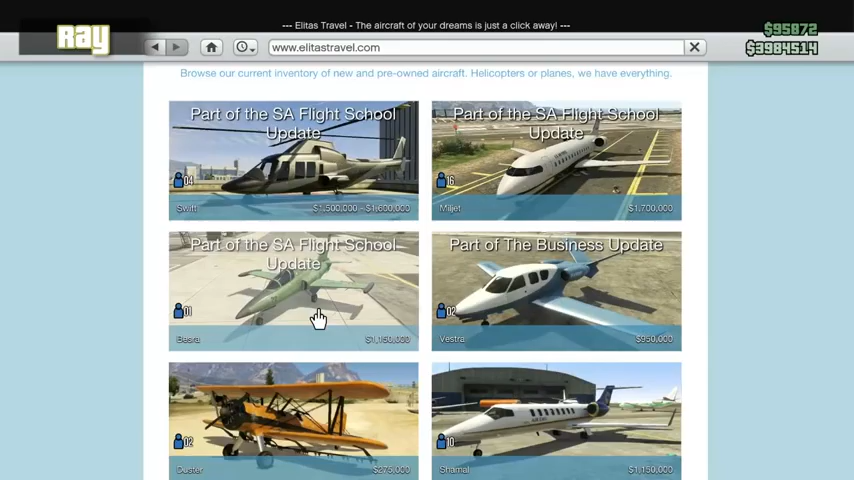 --- Elitas Travel - The aircraft of your dreams is just a click away! ---
Ray
www.elitastravel.com
$95872
$3984514
Browse our current inventory of new and pre-owned aircraft. Helicopters or planes, we have everything.
Part of the SA Flight School
Update
04
Swift
$1,500,000 - $1,600,000
Part of the SA Flight School
Update
16
Miljet
$1,700,000
Part of the SA Flight School
Update
01
Besra
$1,150,000
Part of The Business Update
02
Vestra
$950,000
02
Duster
$275,000
10
Shamal
$1,150,000